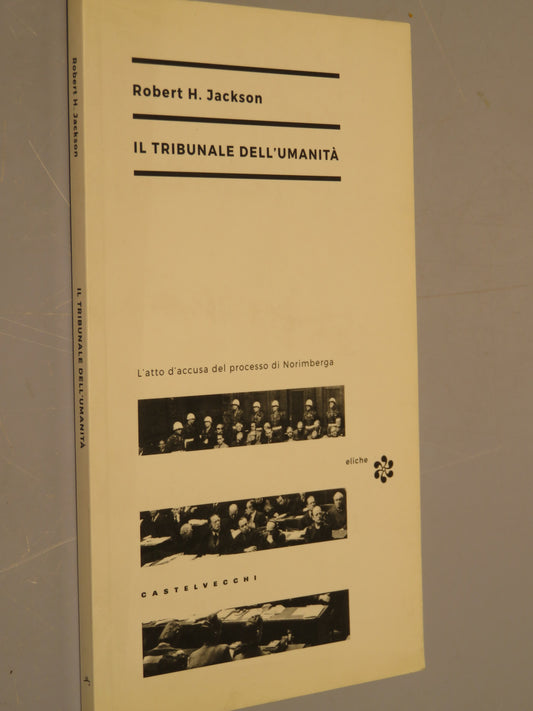 Robert H. Jackson
IL TRIBUNALE DELL'UMANITÀ
L'atto d'accusa del processo di Norimberga
eliche
CASTELVECCHI
Robert H. Jackson
IL TRIBUNALE DELL'UMANITÀ